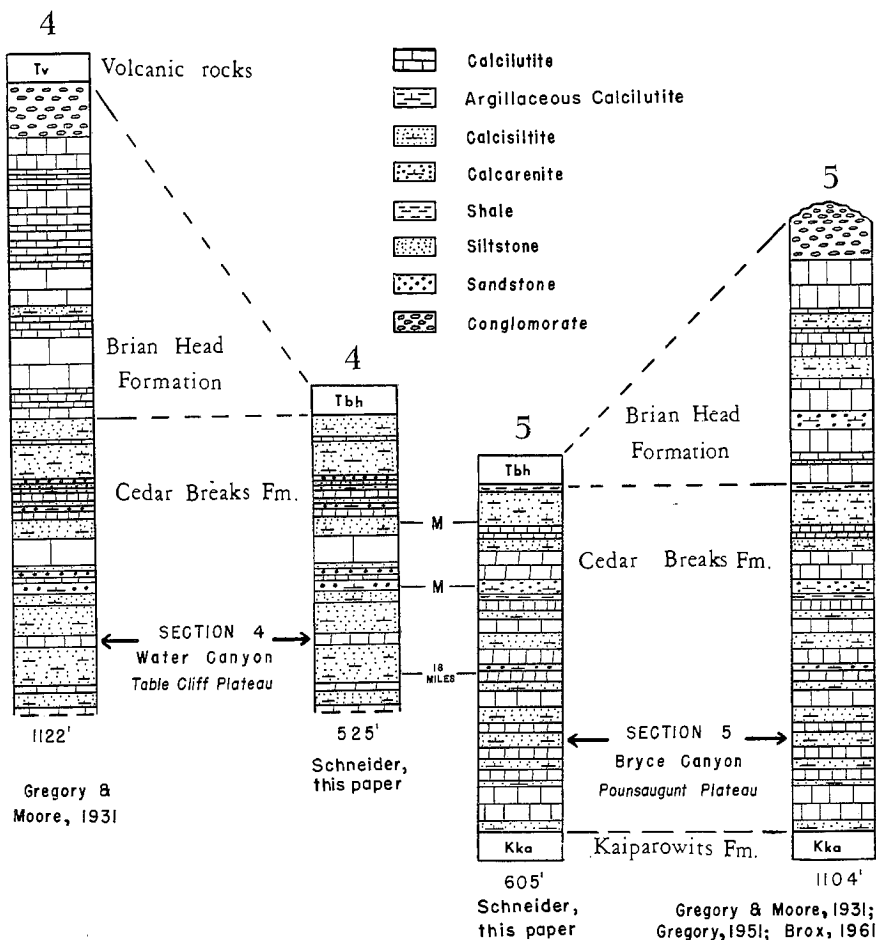 4
Tv
Volcanic rocks
Calcilutite
Argillaceous Calcilutite
Calcisiltite
Calcarenite
Shale
Siltstone
Sandstone
Conglomorate
5
4
Brian Head
Formation
Tbh
5
Tbh
Brian Head
Formation
Cedar Breaks Fm.
M
Cedar Breaks Fm.
M
SECTION 4
Water Canyon
Table Cliff Plateau
18
MILES
1122'
525'
SECTION 5
Bryce Canyon
Pounsaugunt Plateau
Gregory &
Moore, 1931
Schneider,
this paper
Kka
Kaiparowits Fm.
Kka
605'
1104'
Schneider,
this paper
Gregory & Moore, 1931;
Gregory, 1951; Brox, 1961